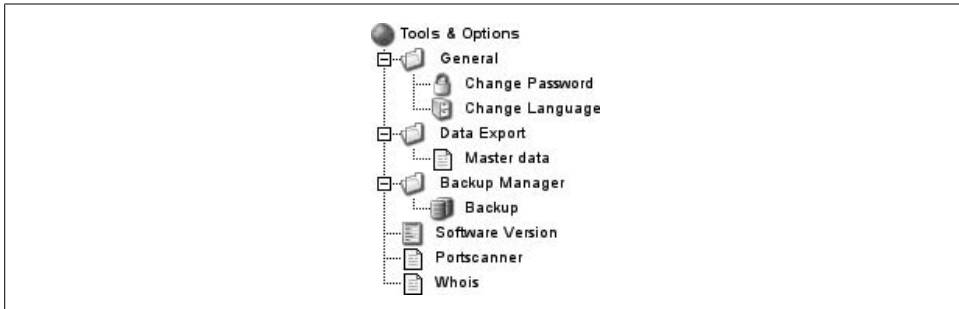 Tools & Options
General
Change Password
Change Language
Data Export
Master data
Backup Manager
Backup
Software Version
Portscanner
Whois